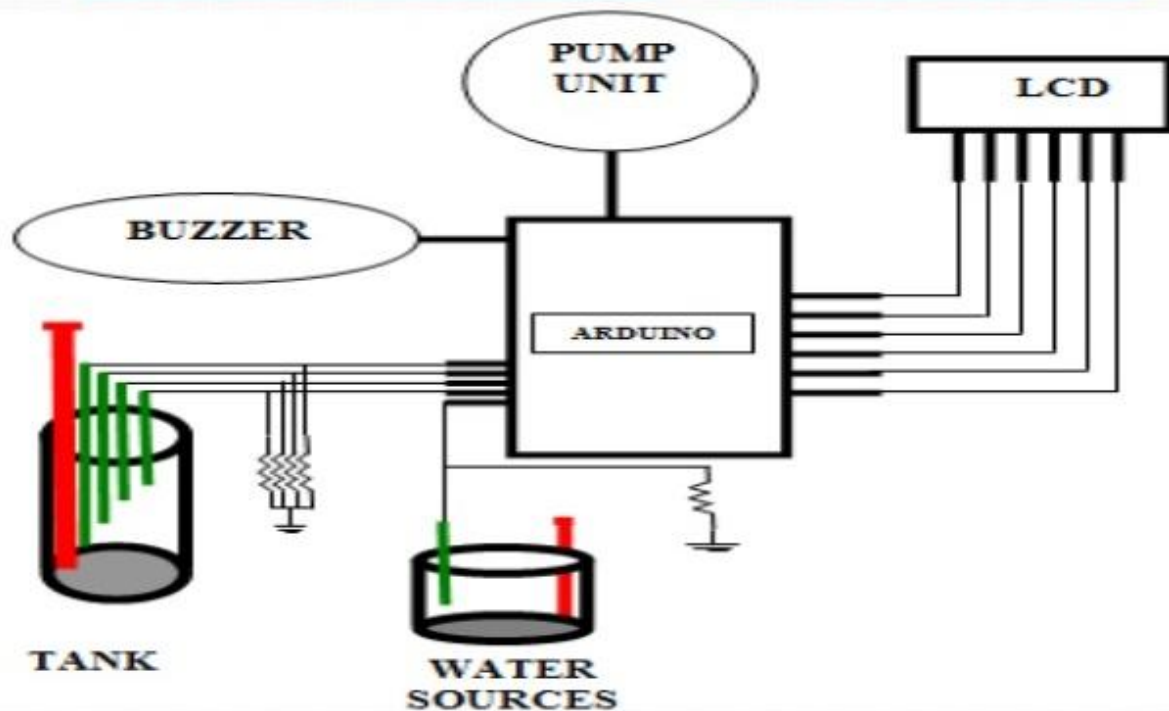 PUMP
UNIT
LCD
BUZZER
ARDUINO
TANK
WATER
SOURCES